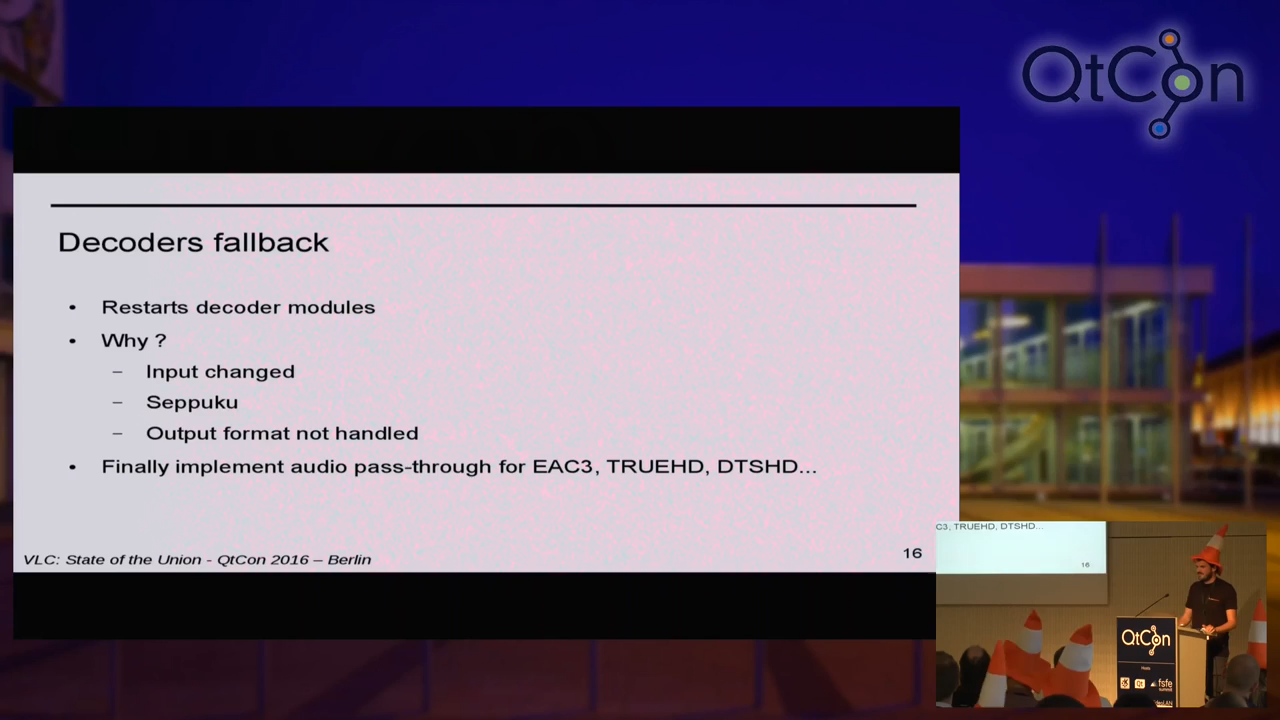 QtCon
Decoders fallback
• Restarts decoder modules
• Why ?
– Input changed
– Seppuku
– Output format not handled
• Finally implement audio pass-through for EAC3, TRUEHD, DTSHD...
VLC: State of the Union - QtCon 2016 – Berlin
16
C3, TRUEHD, DTSHD...
16
QtCon
Qt
fsfe